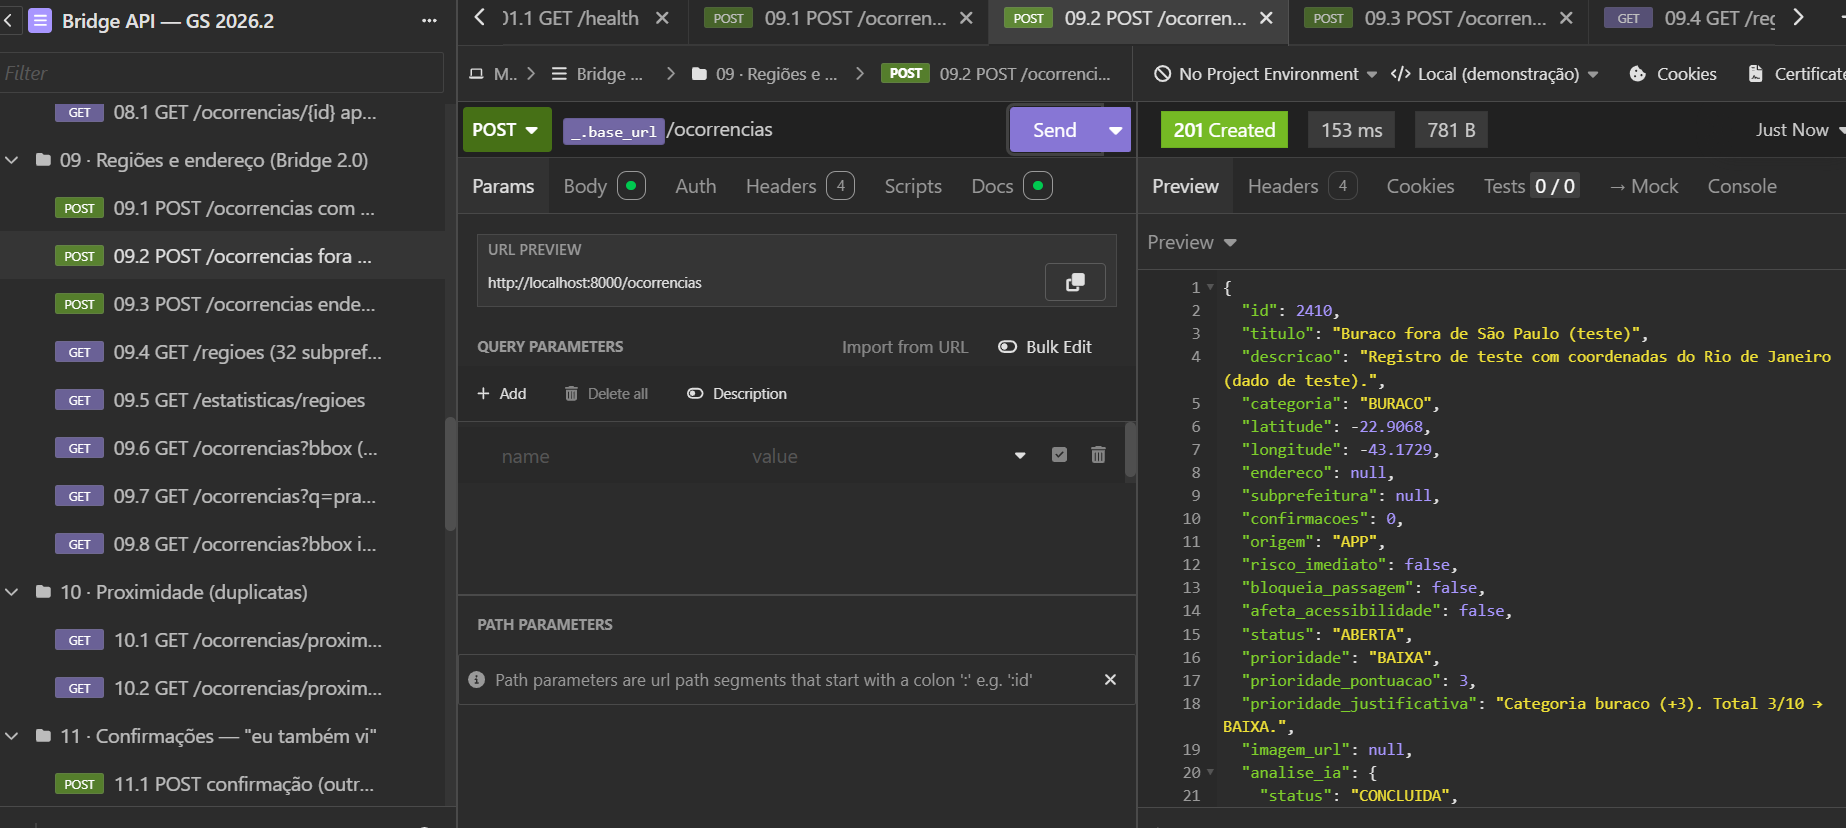 Bridge API — GS 2026.2
Filter
GET 08.1 GET /ocorrencias/{id} ap...
09 · Regiões e endereço (Bridge 2.0)
POST 09.1 POST /ocorrencias com ...
POST 09.2 POST /ocorrencias fora ...
POST 09.3 POST /ocorrencias ende...
GET 09.4 GET /regioes (32 subpref...
GET 09.5 GET /estatisticas/regioes
GET 09.6 GET /ocorrencias?bbox (...
GET 09.7 GET /ocorrencias?q=pra...
GET 09.8 GET /ocorrencias?bbox i...
10 · Proximidade (duplicatas)
GET 10.1 GET /ocorrencias/proxim...
GET 10.2 GET /ocorrencias/proxim...
11 · Confirmações — "eu também vi"
POST 11.1 POST confirmação (outr...
01.1 GET /health
POST 09.1 POST /ocorren...
POST 09.2 POST /ocorren...
POST 09.3 POST /ocorren...
GET 09.4 GET /reg
M..
Bridge ...
09 · Regiões e ...
POST 09.2 POST /ocorrenci...
No Project Environment
Local (demonstração)
Cookies
Certificate
POST
_.base_url/ocorrencias
Send
201 Created
153 ms
781 B
Just Now
Params
Body
Auth
Headers 4
Scripts
Docs
URL PREVIEW
http://localhost:8000/ocorrencias
QUERY PARAMETERS
Import from URL
Bulk Edit
+ Add
Delete all
Description
name
value
PATH PARAMETERS
Path parameters are url path segments that start with a colon ':' e.g. ':id'
Preview
Headers 4
Cookies
Tests 0 / 0
→ Mock
Console
Preview
1 {
2 "id": 2410,
3 "titulo": "Buraco fora de São Paulo (teste)",
4 "descricao": "Registro de teste com coordenadas do Rio de Janeiro
(dado de teste).",
5 "categoria": "BURACO",
6 "latitude": -22.9068,
7 "longitude": -43.1729,
8 "endereco": null,
9 "subprefeitura": null,
10 "confirmacoes": 0,
11 "origem": "APP",
12 "risco_imediato": false,
13 "bloqueia_passagem": false,
14 "afeta_acessibilidade": false,
15 "status": "ABERTA",
16 "prioridade": "BAIXA",
17 "prioridade_pontuacao": 3,
18 "prioridade_justificativa": "Categoria buraco (+3). Total 3/10 →
BAIXA.",
19 "imagem_url": null,
20 "analise_ia": {
21 "status": "CONCLUIDA",